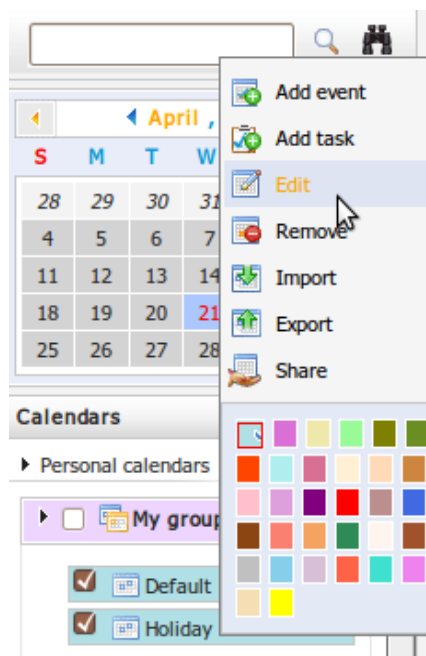 Add event
April ,
Add task
S M T W
Edit
28 29 30 31
Remove
4 5 6 7
11 12 13 14
Import
18 19 20 21
Export
25 26 27 28
Share
Calendars
Personal calendars
My group
Default
Holiday